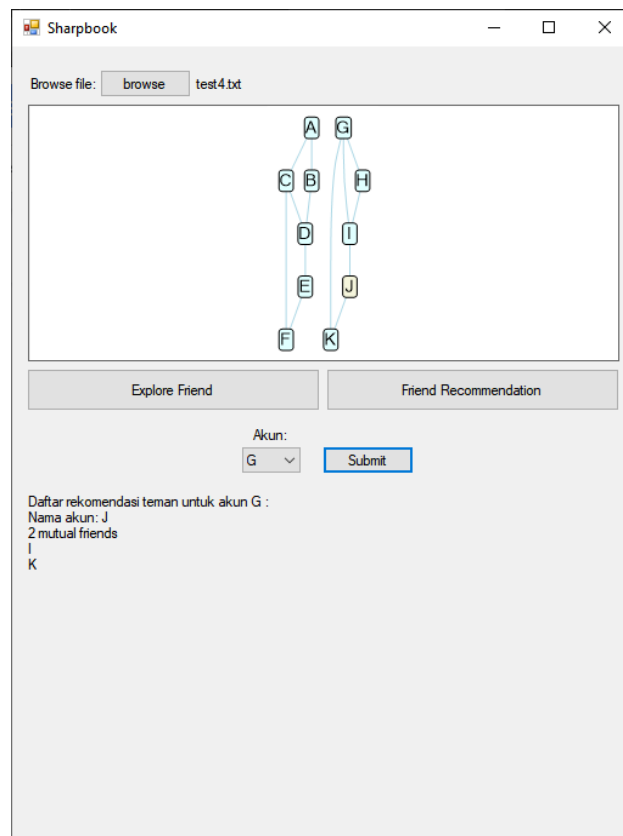 Sharpbook
Browse file: browse test4.txt
A G
C B H
D I
E J
F K
Explore Friend Friend Recommendation
Akun:
G Submit
Daftar rekomendasi teman untuk akun G :
Nama akun: J
2 mutual friends
I
K